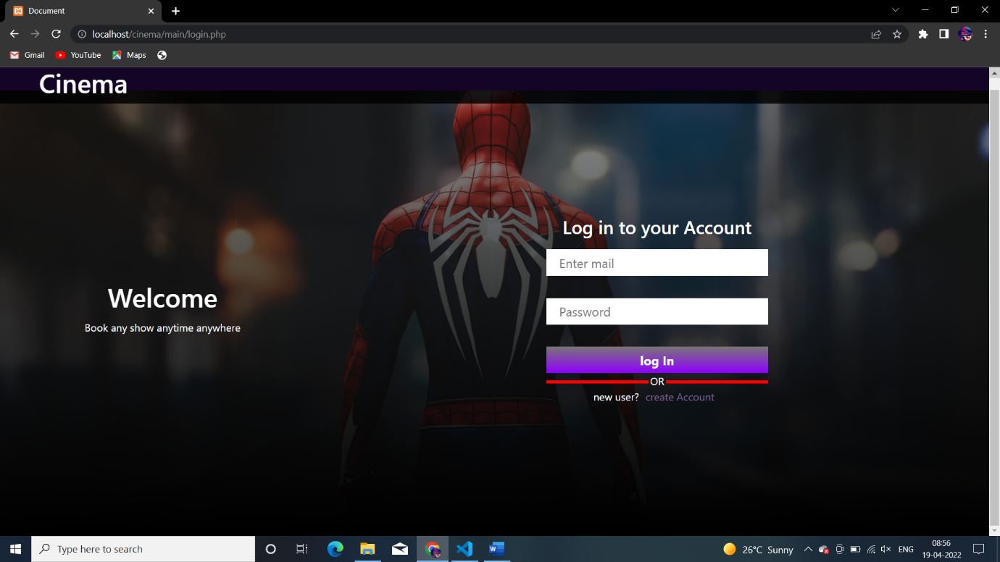 Document
localhost/cinema/main/login.php
Gmail YouTube Maps
Cinema
Log in to your Account
Enter mail
Welcome
Password
Book any show anytime anywhere
log In
OR
new user? create Account
Type here to search
26°C Sunny
ENG
08:56
19-04-2022